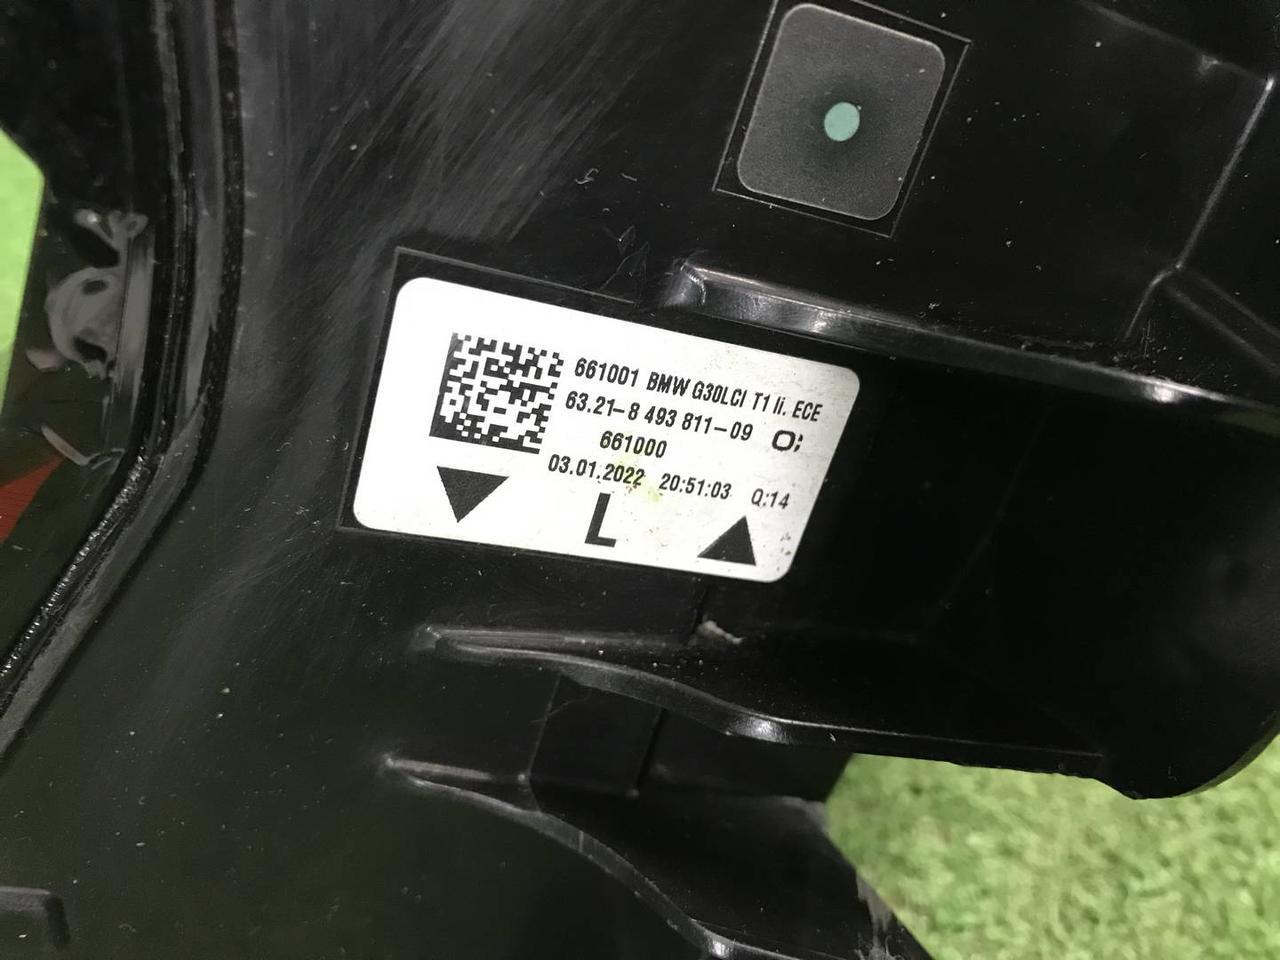 661001 BMW G30LCI T1 li. ECE
63.21-8 493 811-09 O;
661000
03.01.2022 20:51:03 Q:14
L